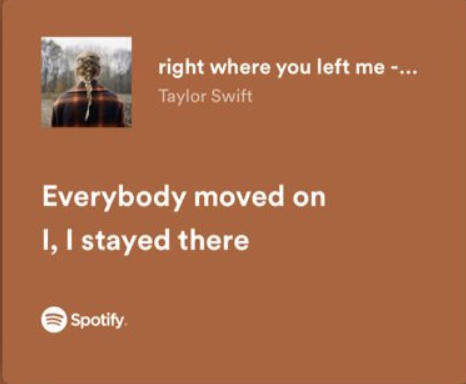 right where you left me -...
Taylor Swift
Everybody moved on
I, I stayed there
Spotify.